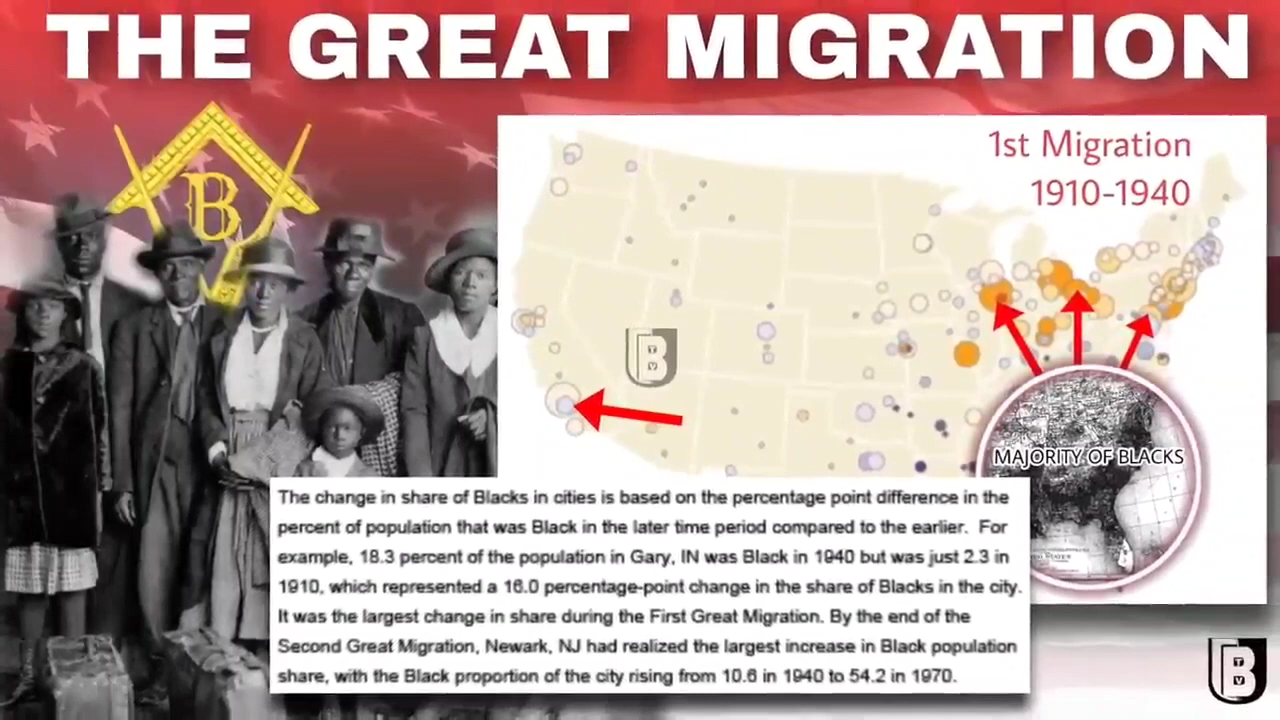 THE GREAT MIGRATION
B
1st Migration
1910-1940
B
TV
MAJORITY OF BLACKS
The change in share of Blacks in cities is based on the percentage point difference in the
percent of population that was Black in the later time period compared to the earlier. For
example, 18.3 percent of the population in Gary, IN was Black in 1940 but was just 2.3 in
1910, which represented a 16.0 percentage-point change in the share of Blacks in the city.
It was the largest change in share during the First Great Migration. By the end of the
Second Great Migration, Newark, NJ had realized the largest increase in Black population
share, with the Black proportion of the city rising from 10.6 in 1940 to 54.2 in 1970.
B
TV